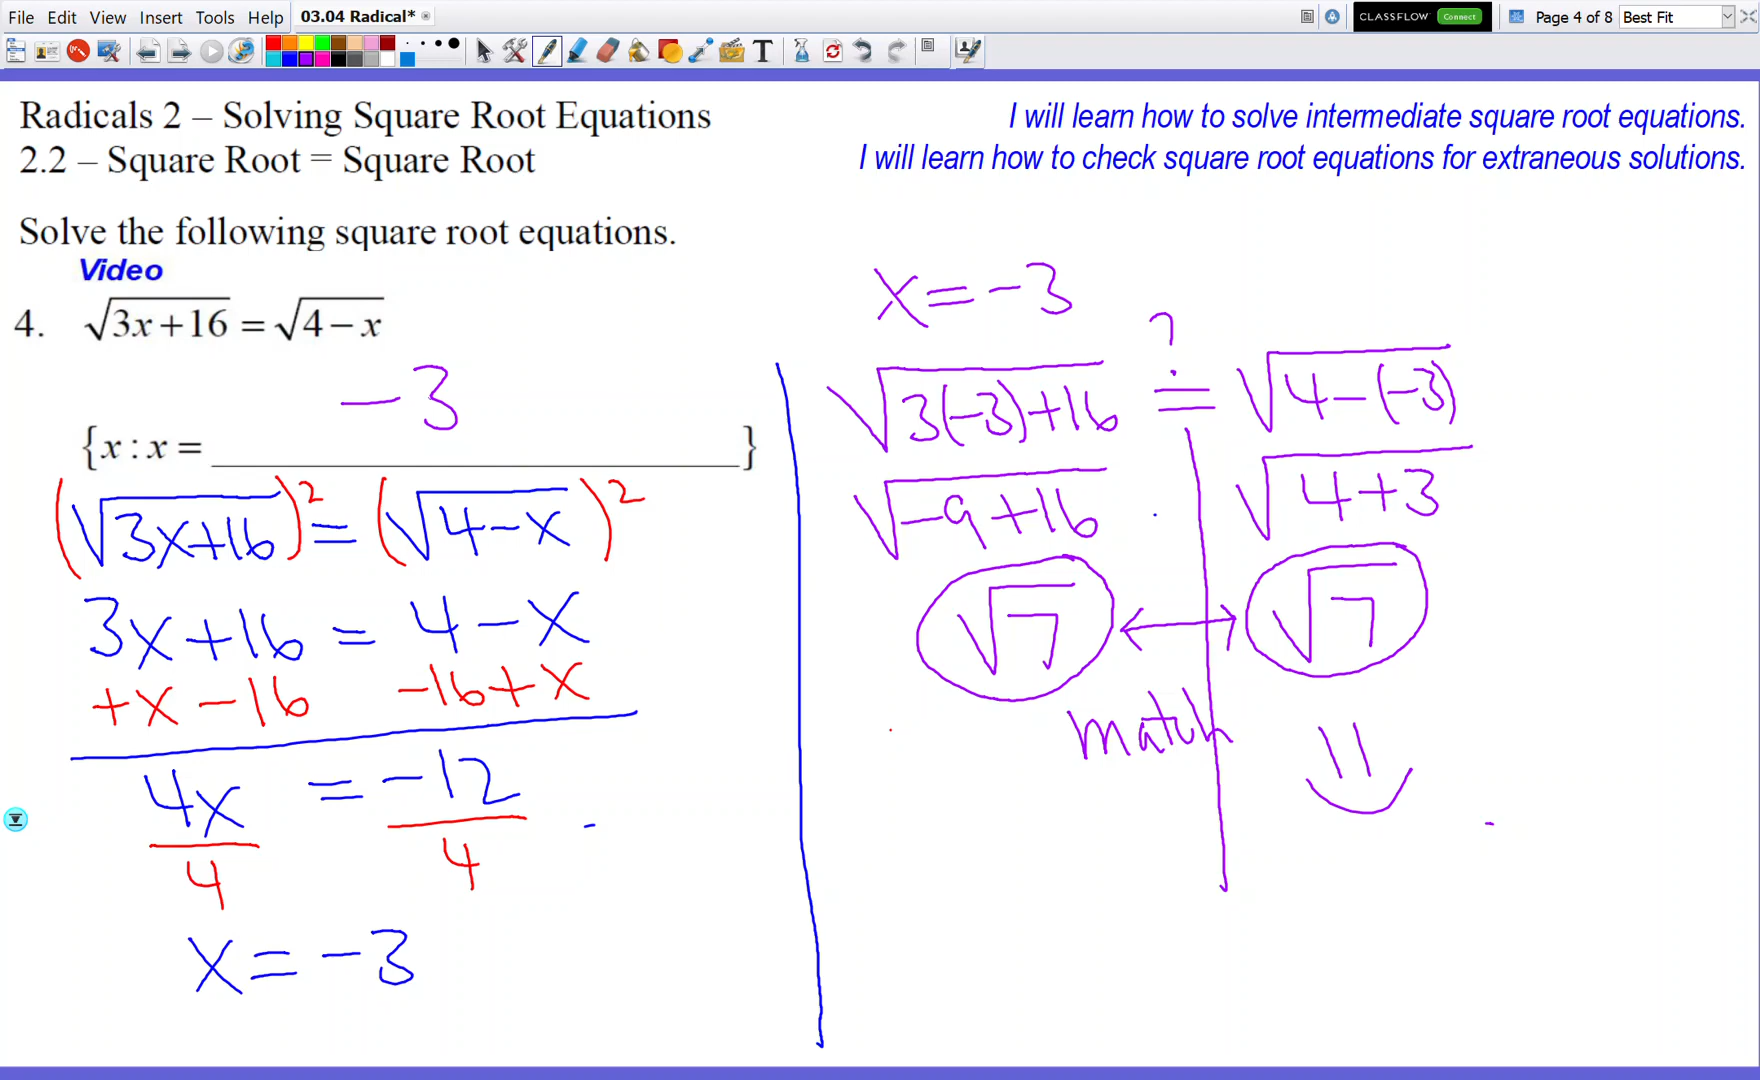 File Edit View Insert Tools Help 03.04 Radical* CLASSFLOW Connect Page 4 of 8 Best Fit
T
Radicals 2 – Solving Square Root Equations
2.2 – Square Root = Square Root
I will learn how to solve intermediate square root equations.
I will learn how to check square root equations for extraneous solutions.
Solve the following square root equations.
Video
4. √3x+16 = √4−x
−3
{x : x = ____________________ }
(√3x+16)² = (√4−x)²
3x+16 = 4−x
+x −16 −16+x
4x = −12
4 4
x = −3
x = −3
?
√3(−3)+16 = √4−(−3)
√−9+16 √4+3
√7 √7
match